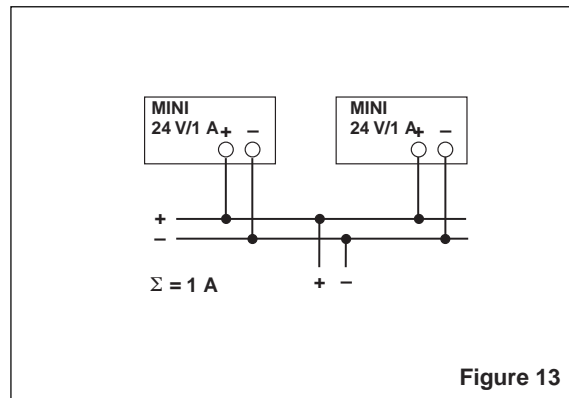 MINI
24 V/1 A + –
MINI
24 V/1 A + –
+
–
Σ = 1 A
+ –
Figure 13